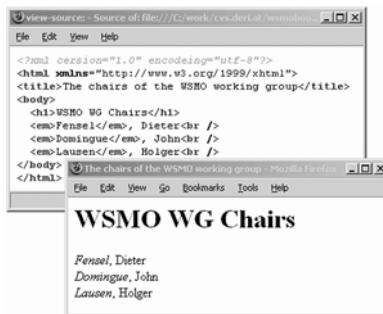 view-source: - Source of: file:///C:/work/cvs.deri.at/wsmobo...
File Edit View Help
<?xml version="1.0" encodeing="utf-8"?>
<html xmlns="http://www.w3.org/1999/xhtml">
<title>The chairs of the WSMO working group</title>
<body>
<h1>WSMO WG Chairs</h1>
<em>Fensel</em>, Dieter<br />
<em>Domingue</em>, John<br />
<em>Lausen</em>, Holger<br />
</body>
</html>
The chairs of the WSMO working group - Mozilla Firefox
File Edit View Go Bookmarks Tools Help
WSMO WG Chairs
Fensel, Dieter
Domingue, John
Lausen, Holger